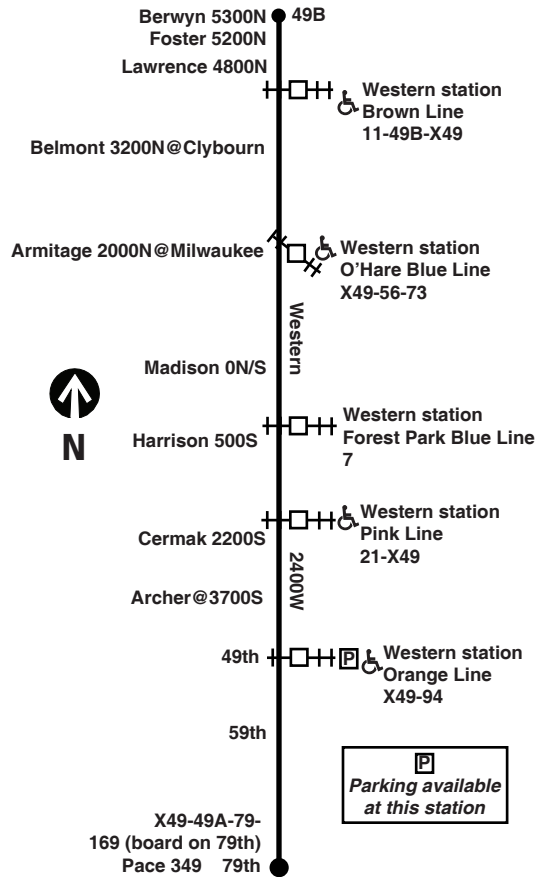 Berwyn 5300N
49B
Foster 5200N
Lawrence 4800N
Western station
Brown Line
11-49B-X49
Belmont 3200N@Clybourn
Armitage 2000N@Milwaukee
Western station
O'Hare Blue Line
X49-56-73
Western
Madison 0N/S
N
Western station
Forest Park Blue Line
7
Harrison 500S
Western station
Pink Line
21-X49
Cermak 2200S
2400W
Archer@3700S
49th
P
Western station
Orange Line
X49-94
59th
P
Parking available
at this station
X49-49A-79-
169 (board on 79th)
Pace 349 79th